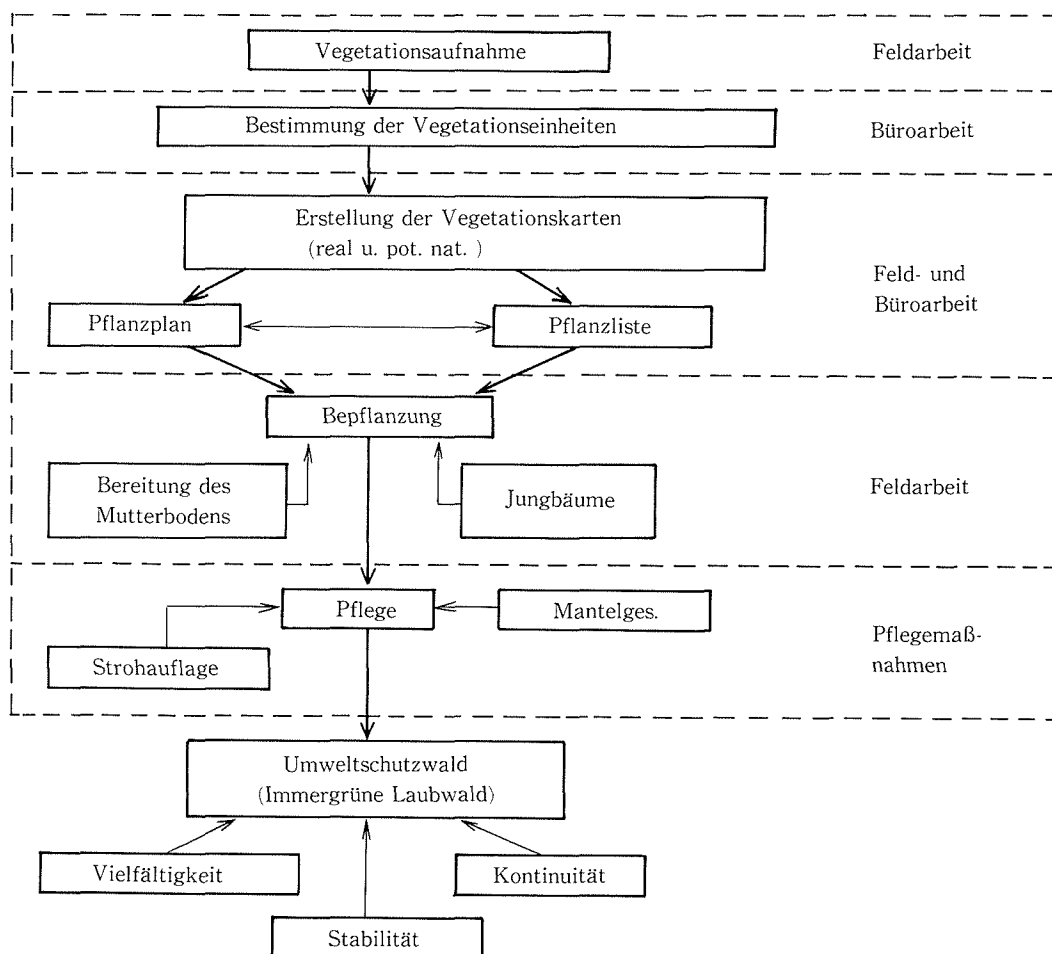 Vegetationsaufnahme
Feldarbeit
Bestimmung der Vegetationseinheiten
Büroarbeit
Erstellung der Vegetationskarten
(real u. pot. nat. )
Feld- und
Büroarbeit
Pflanzplan
Pflanzliste
Bepflanzung
Bereitung des
Mutterbodens
Jungbäume
Feldarbeit
Pflege
Mantelges.
Strohauflage
Pflegemaß-
nahmen
Umweltschutzwald
(Immergrüne Laubwald)
Vielfältigkeit
Kontinuität
Stabilität